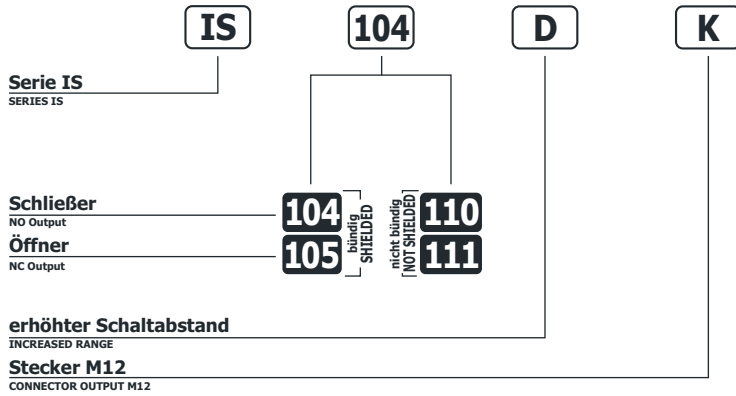 IS 104 D K
Serie IS
SERIES IS
Schließer
NO Output
104
bündig
SHIELDED
nicht bündig
NOT SHIELDED
110
Öffner
NC Output
105
111
erhöhter Schaltabstand
INCREASED RANGE
Stecker M12
CONNECTOR OUTPUT M12